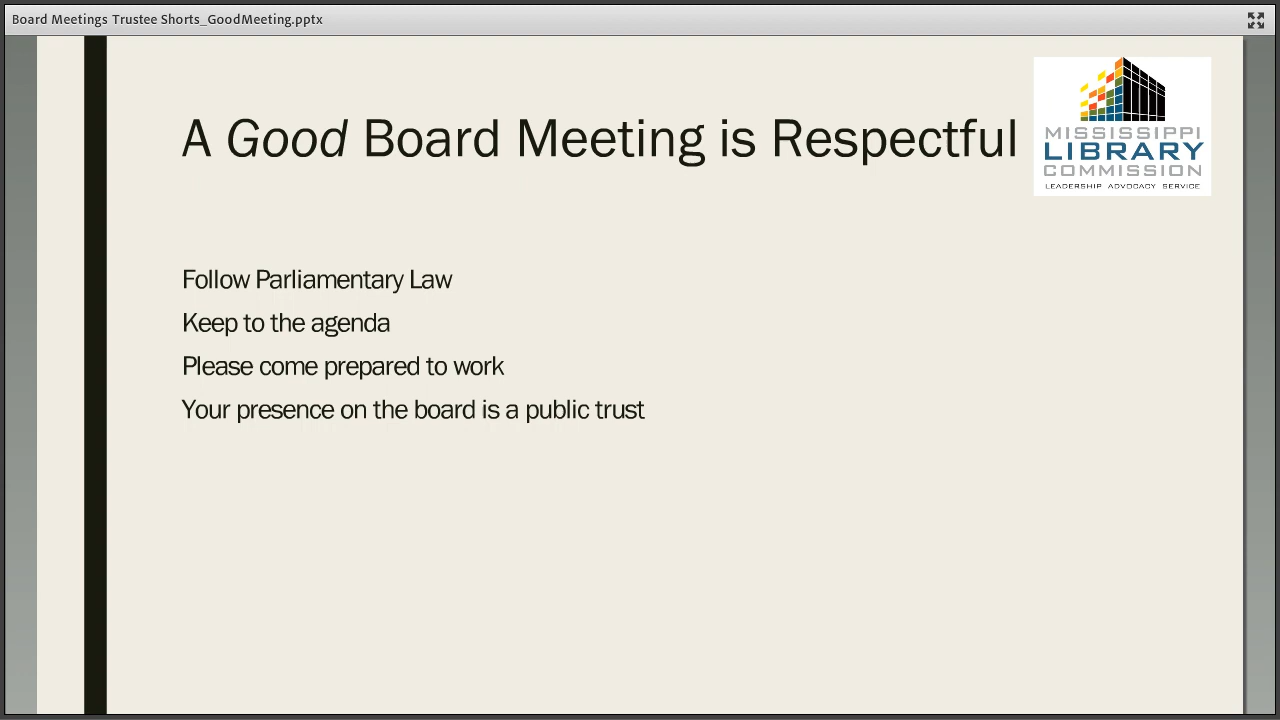 Board Meetings Trustee Shorts_GoodMeeting.pptx
A Good Board Meeting is Respectful
MISSISSIPPI
LIBRARY
COMMISSION
LEADERSHIP ADVOCACY SERVICE
Follow Parliamentary Law
Keep to the agenda
Please come prepared to work
Your presence on the board is a public trust